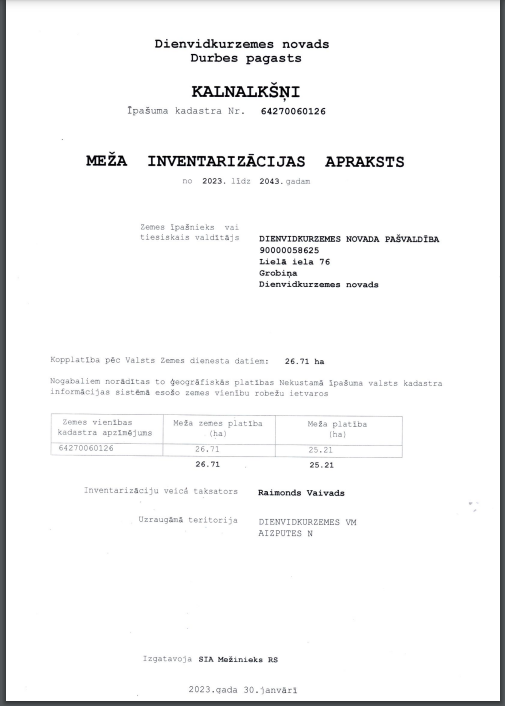 Dienvidkurzemes novads
Durbes pagasts
KALNALKŠŅI
Īpašuma kadastra Nr. 64270060126
MEŽA INVENTARIZĀCIJAS APRAKSTS
no 2023. līdz 2043.gadam
Zemes īpašnieks vai
tiesiskais valdītājs
DIENVIDKURZEMES NOVADA PAŠVALDĪBA
90000058625
Lielā iela 76
Grobiņa
Dienvidkurzemes novads
Kopplatība pēc Valsts Zemes dienesta datiem: 26.71 ha
Nogabaliem norādītas to ģeogrāfiskās platības Nekustamā īpašuma valsts kadastra
informācijas sistēmā esošo zemes vienību robežu ietvaros
Zemes vienības
kadastra apzīmējums
Meža zemes platība
(ha)
Meža platība
(ha)
64270060126 26.71 25.21
26.71 25.21
Inventarizāciju veicā taksators Raimonds Vaivads
Uzraugāmā teritorija DIENVIDKURZEMES VM
AIZPUTES N
Izgatavoja SIA Mežinieks RS
2023.gada 30.janvārī